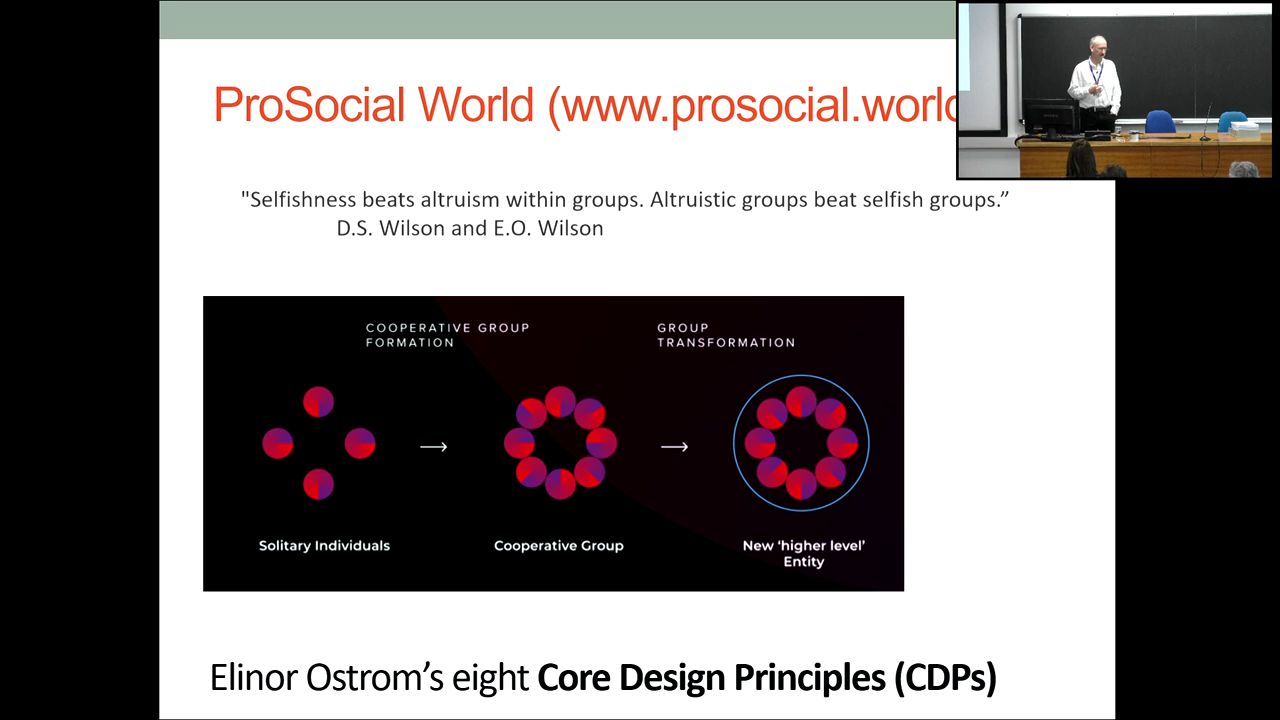 ProSocial World (www.prosocial.world
"Selfishness beats altruism within groups. Altruistic groups beat selfish groups.”
D.S. Wilson and E.O. Wilson
COOPERATIVE GROUP
FORMATION
GROUP
TRANSFORMATION
Solitary Individuals
Cooperative Group
New ‘higher level’
Entity
Elinor Ostrom’s eight Core Design Principles (CDPs)